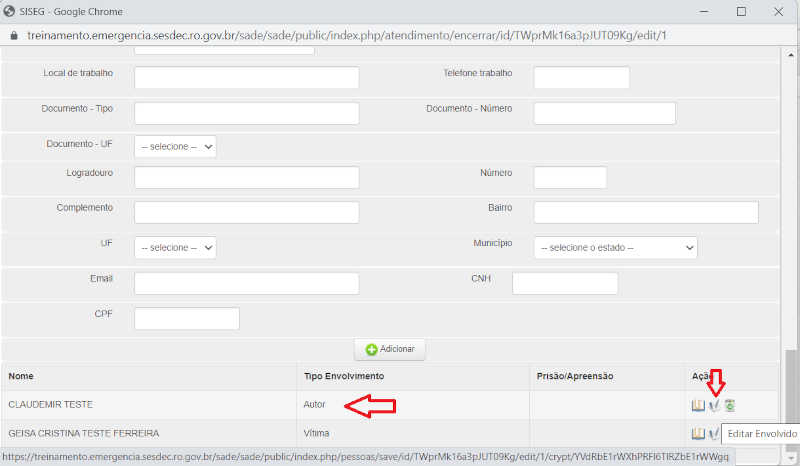 SISEG - Google Chrome
treinamento.emergencia.sesdec.ro.gov.br/sade/sade/public/index.php/atendimento/encerrar/id/TWprMk16a3pJUT09Kg/edit/1
Local de trabalho Telefone trabalho
Documento - Tipo Documento - Número
Documento - UF -- selecione --
Logradouro Número
Complemento Bairro
UF -- selecione -- Município -- selecione o estado --
Email CNH
CPF
Adicionar
Nome Tipo Envolvimento Prisão/Apreensão Ação
CLAUDEMIR TESTE Autor
GEISA CRISTINA TESTE FERREIRA Vítima Editar Envolvido
https://treinamento.emergencia.sesdec.ro.gov.br/sade/sade/public/index.php/pessoas/save/id/TWprMk16a3pJUT09Kg/edit/1/crypt/YVdRbE1rWXhPRFl6TlRZbE1rWWgq